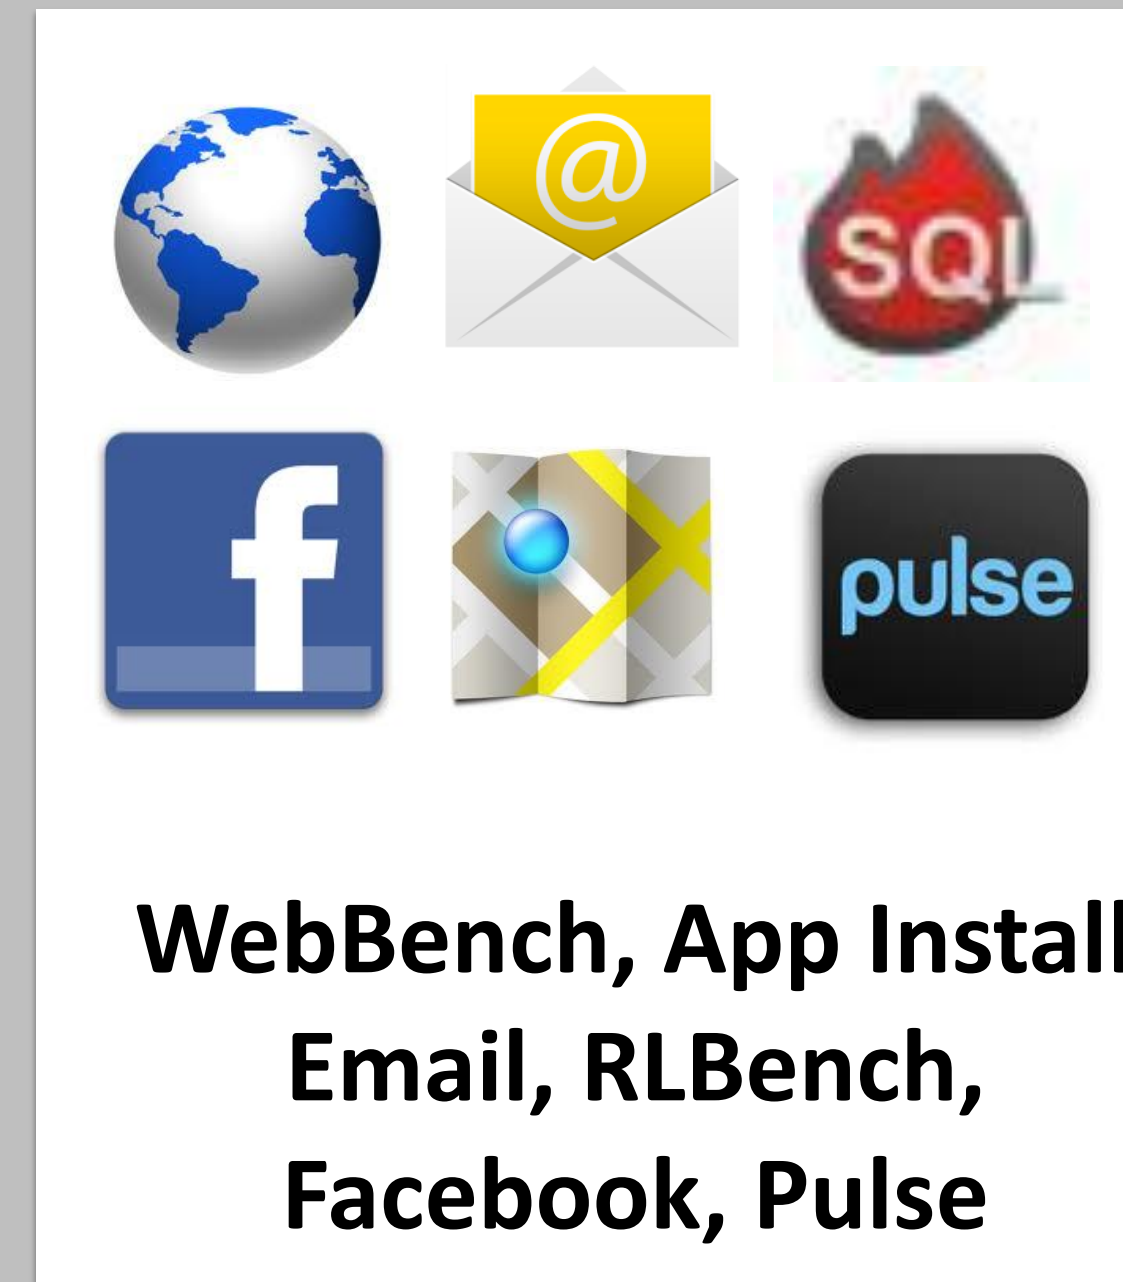 @
SQL
f
pulse
WebBench, App Install
Email, RLBench,
Facebook, Pulse